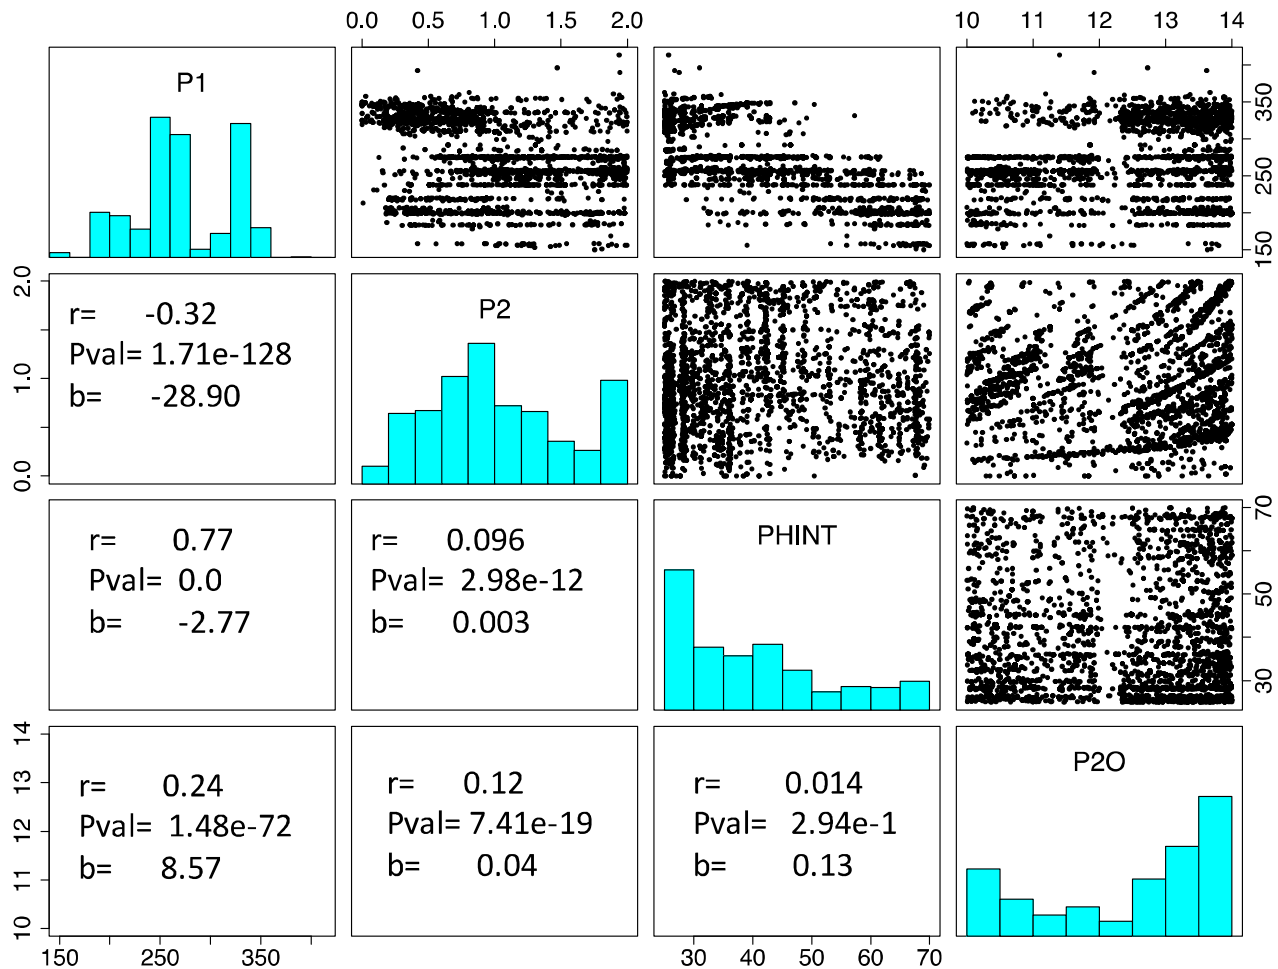 0.0 0.5 1.0 1.5 2.0
10 11 12 13 14
P1
150 250 350
0.0 1.0 2.0
r= -0.32
Pval= 1.71e-128
b= -28.90
P2
r= 0.77
Pval= 0.0
b= -2.77
r= 0.096
Pval= 2.98e-12
b= 0.003
PHINT
30 50 70
10 11 12 13 14
r= 0.24
Pval= 1.48e-72
b= 8.57
r= 0.12
Pval= 7.41e-19
b= 0.04
r= 0.014
Pval= 2.94e-1
b= 0.13
P2O
150 250 350
30 40 50 60 70